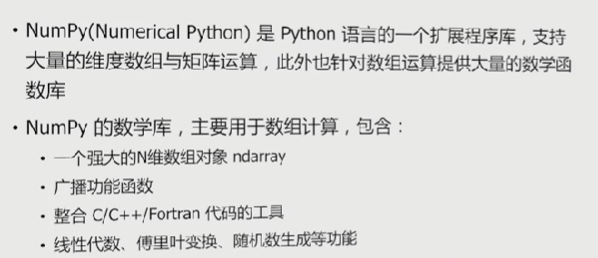 • NumPy(Numerical Python) 是 Python 语言的一个扩展程序库，支持
大量的维度数组与矩阵运算，此外也针对数组运算提供大量的数学函
数库
• NumPy 的数学库，主要用于数组计算，包含：
• 一个强大的N维数组对象 ndarray
• 广播功能函数
• 整合 C/C++/Fortran 代码的工具
• 线性代数、傅里叶变换、随机数生成等功能